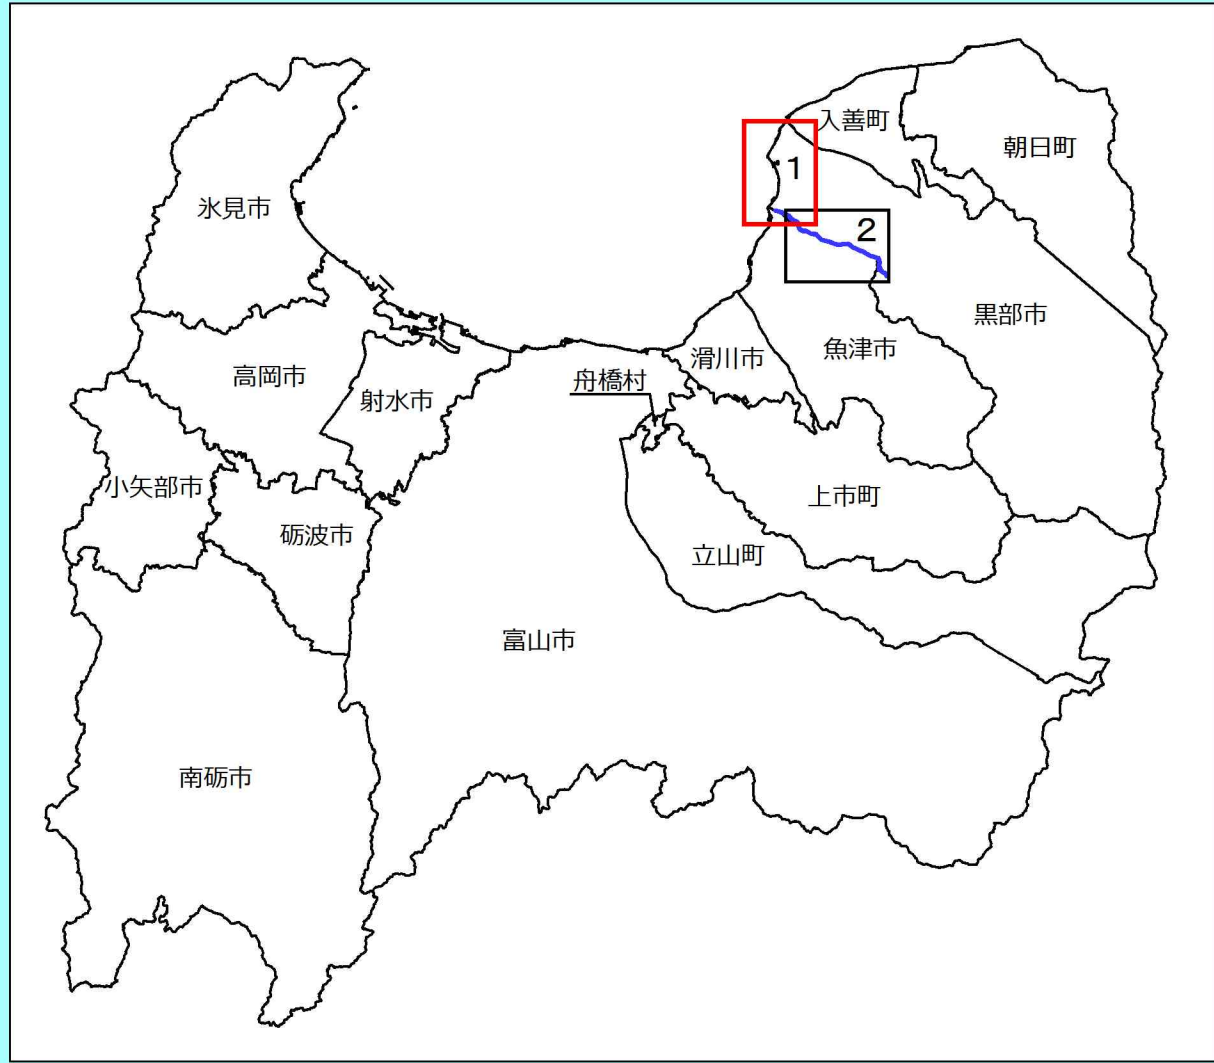 入善町
朝日町
1
氷見市
2
黒部市
魚津市
滑川市
舟橋村
高岡市
射水市
小矢部市
上市町
砺波市
立山町
富山市
南砺市